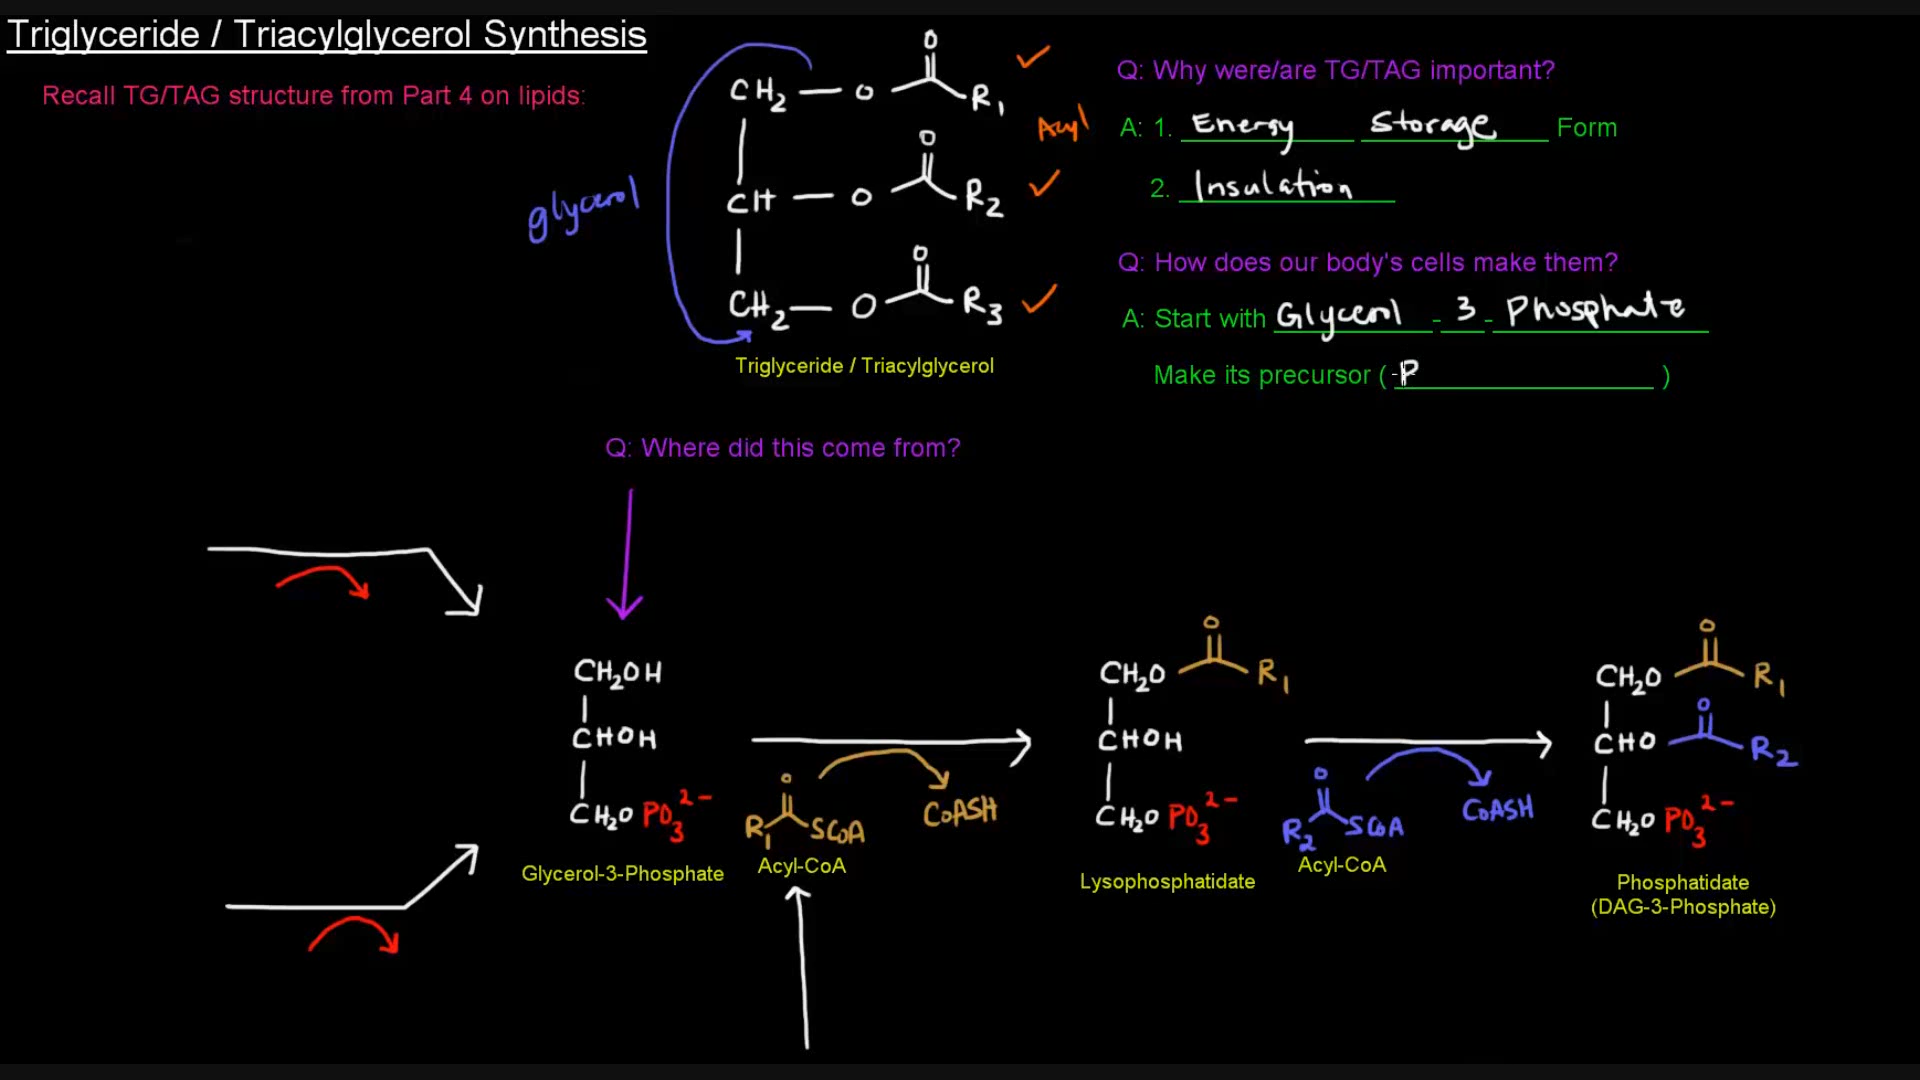 Triglyceride / Triacylglycerol Synthesis
Recall TG/TAG structure from Part 4 on lipids:
glycerol
O
CH2 — O R1
Acyl
O
CH — O R2
O
CH2 — O R3
Triglyceride / Triacylglycerol
Q: Why were/are TG/TAG important?
A: 1. Energy Storage Form
2. Insulation
Q: How does our body's cells make them?
A: Start with Glycerol - 3 - Phosphate
Make its precursor ( P )
Q: Where did this come from?
CH2OH
CHOH
CH2O PO3 2-
Glycerol-3-Phosphate
O
R1 SCoA
Acyl-CoA
CoASH
O
CH2O R1
CHOH
CH2O PO3 2-
Lysophosphatidate
O
R2 SCoA
Acyl-CoA
CoASH
O
CH2O R1
O
CHO R2
CH2O PO3 2-
Phosphatidate
(DAG-3-Phosphate)